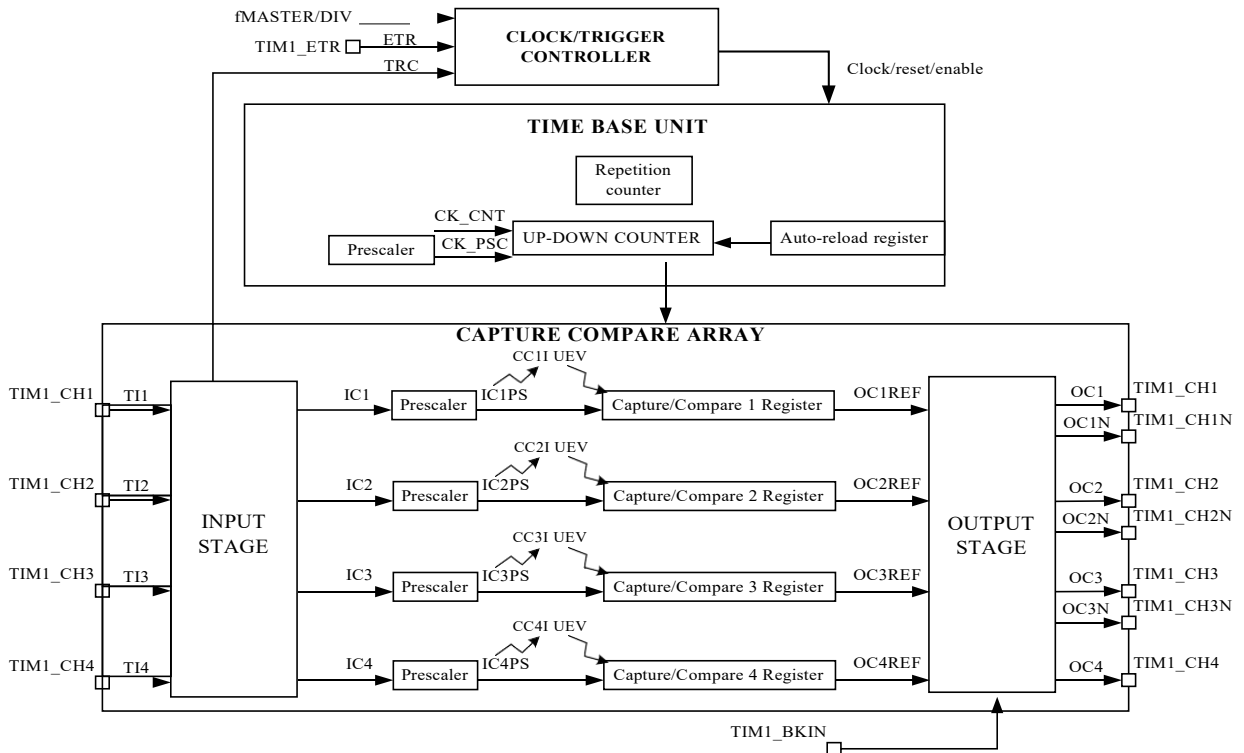 fMASTER/DIV
TIM1_ETR
ETR
TRC
CLOCK/TRIGGER
CONTROLLER
Clock/reset/enable
TIME BASE UNIT
Repetition
counter
CK_CNT
Prescaler
CK_PSC
UP-DOWN COUNTER
Auto-reload register
CAPTURE COMPARE ARRAY
CC1I UEV
TIM1_CH1
TI1
IC1
Prescaler
IC1PS
Capture/Compare 1 Register
OC1REF
OC1
TIM1_CH1
OC1N
TIM1_CH1N
CC2I UEV
TIM1_CH2
TI2
IC2
Prescaler
IC2PS
Capture/Compare 2 Register
OC2REF
OC2
TIM1_CH2
OC2N
TIM1_CH2N
INPUT
STAGE
OUTPUT
STAGE
CC3I UEV
TIM1_CH3
TI3
IC3
Prescaler
IC3PS
Capture/Compare 3 Register
OC3REF
OC3
TIM1_CH3
OC3N
TIM1_CH3N
CC4I UEV
TIM1_CH4
TI4
IC4
Prescaler
IC4PS
Capture/Compare 4 Register
OC4REF
OC4
TIM1_CH4
TIM1_BKIN